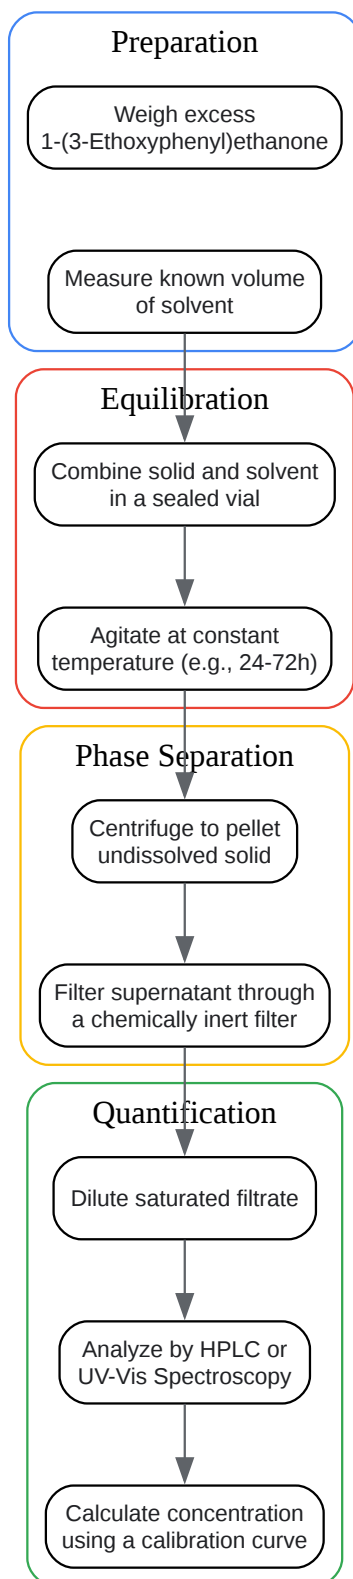 Preparation
Weigh excess
1-(3-Ethoxyphenyl)ethanone
Measure known volume
of solvent
Equilibration
Combine solid and solvent
in a sealed vial
Agitate at constant
temperature (e.g., 24-72h)
Phase Separation
Centrifuge to pellet
undissolved solid
Filter supernatant through
a chemically inert filter
Quantification
Dilute saturated filtrate
Analyze by HPLC or
UV-Vis Spectroscopy
Calculate concentration
using a calibration curve